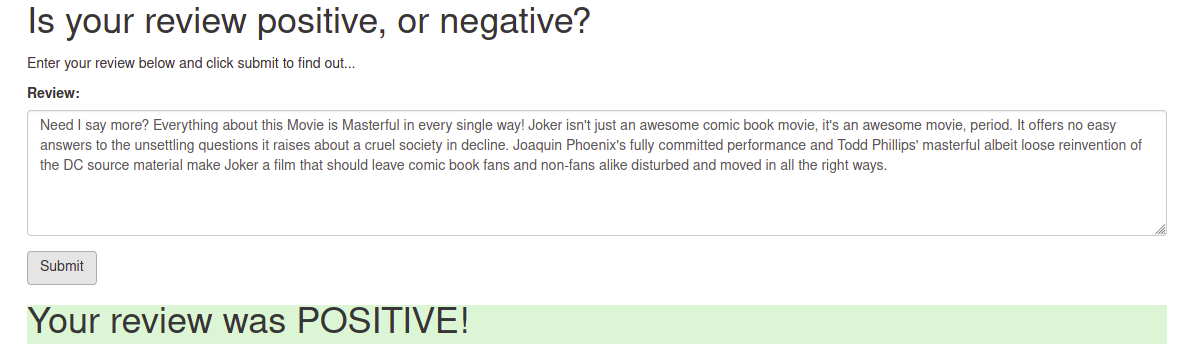 Is your review positive, or negative?
Enter your review below and click submit to find out...
Review:
Need I say more? Everything about this Movie is Masterful in every single way! Joker isn't just an awesome comic book movie, it's an awesome movie, period. It offers no easy
answers to the unsettling questions it raises about a cruel society in decline. Joaquin Phoenix's fully committed performance and Todd Phillips' masterful albeit loose reinvention of
the DC source material make Joker a film that should leave comic book fans and non-fans alike disturbed and moved in all the right ways.
Submit
Your review was POSITIVE!